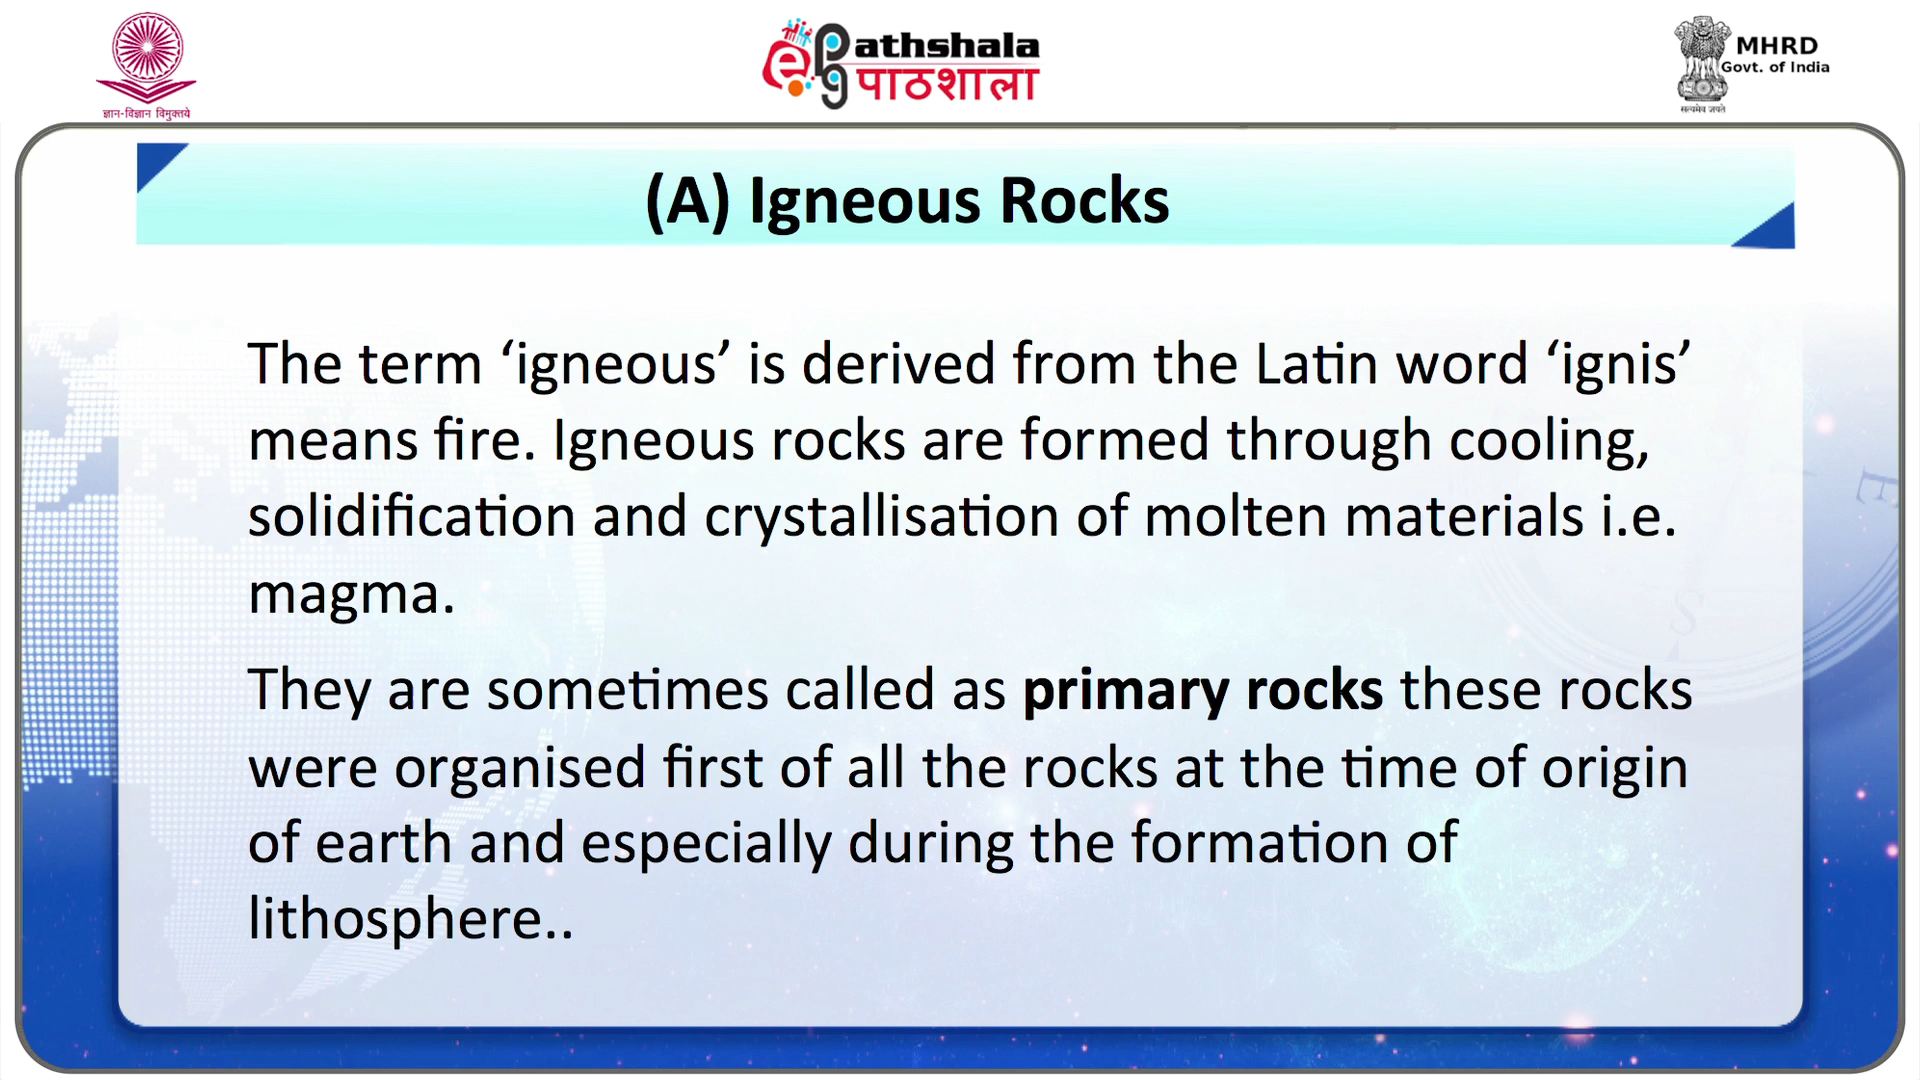 ज्ञान-विज्ञान विमुक्तये
epg Pathshala
पाठशाला
MHRD
Govt. of India
सत्यमेव जयते
(A) Igneous Rocks
The term ‘igneous’ is derived from the Latin word ‘ignis’
means fire. Igneous rocks are formed through cooling,
solidification and crystallisation of molten materials i.e.
magma.
They are sometimes called as primary rocks these rocks
were organised first of all the rocks at the time of origin
of earth and especially during the formation of
lithosphere..
E
S